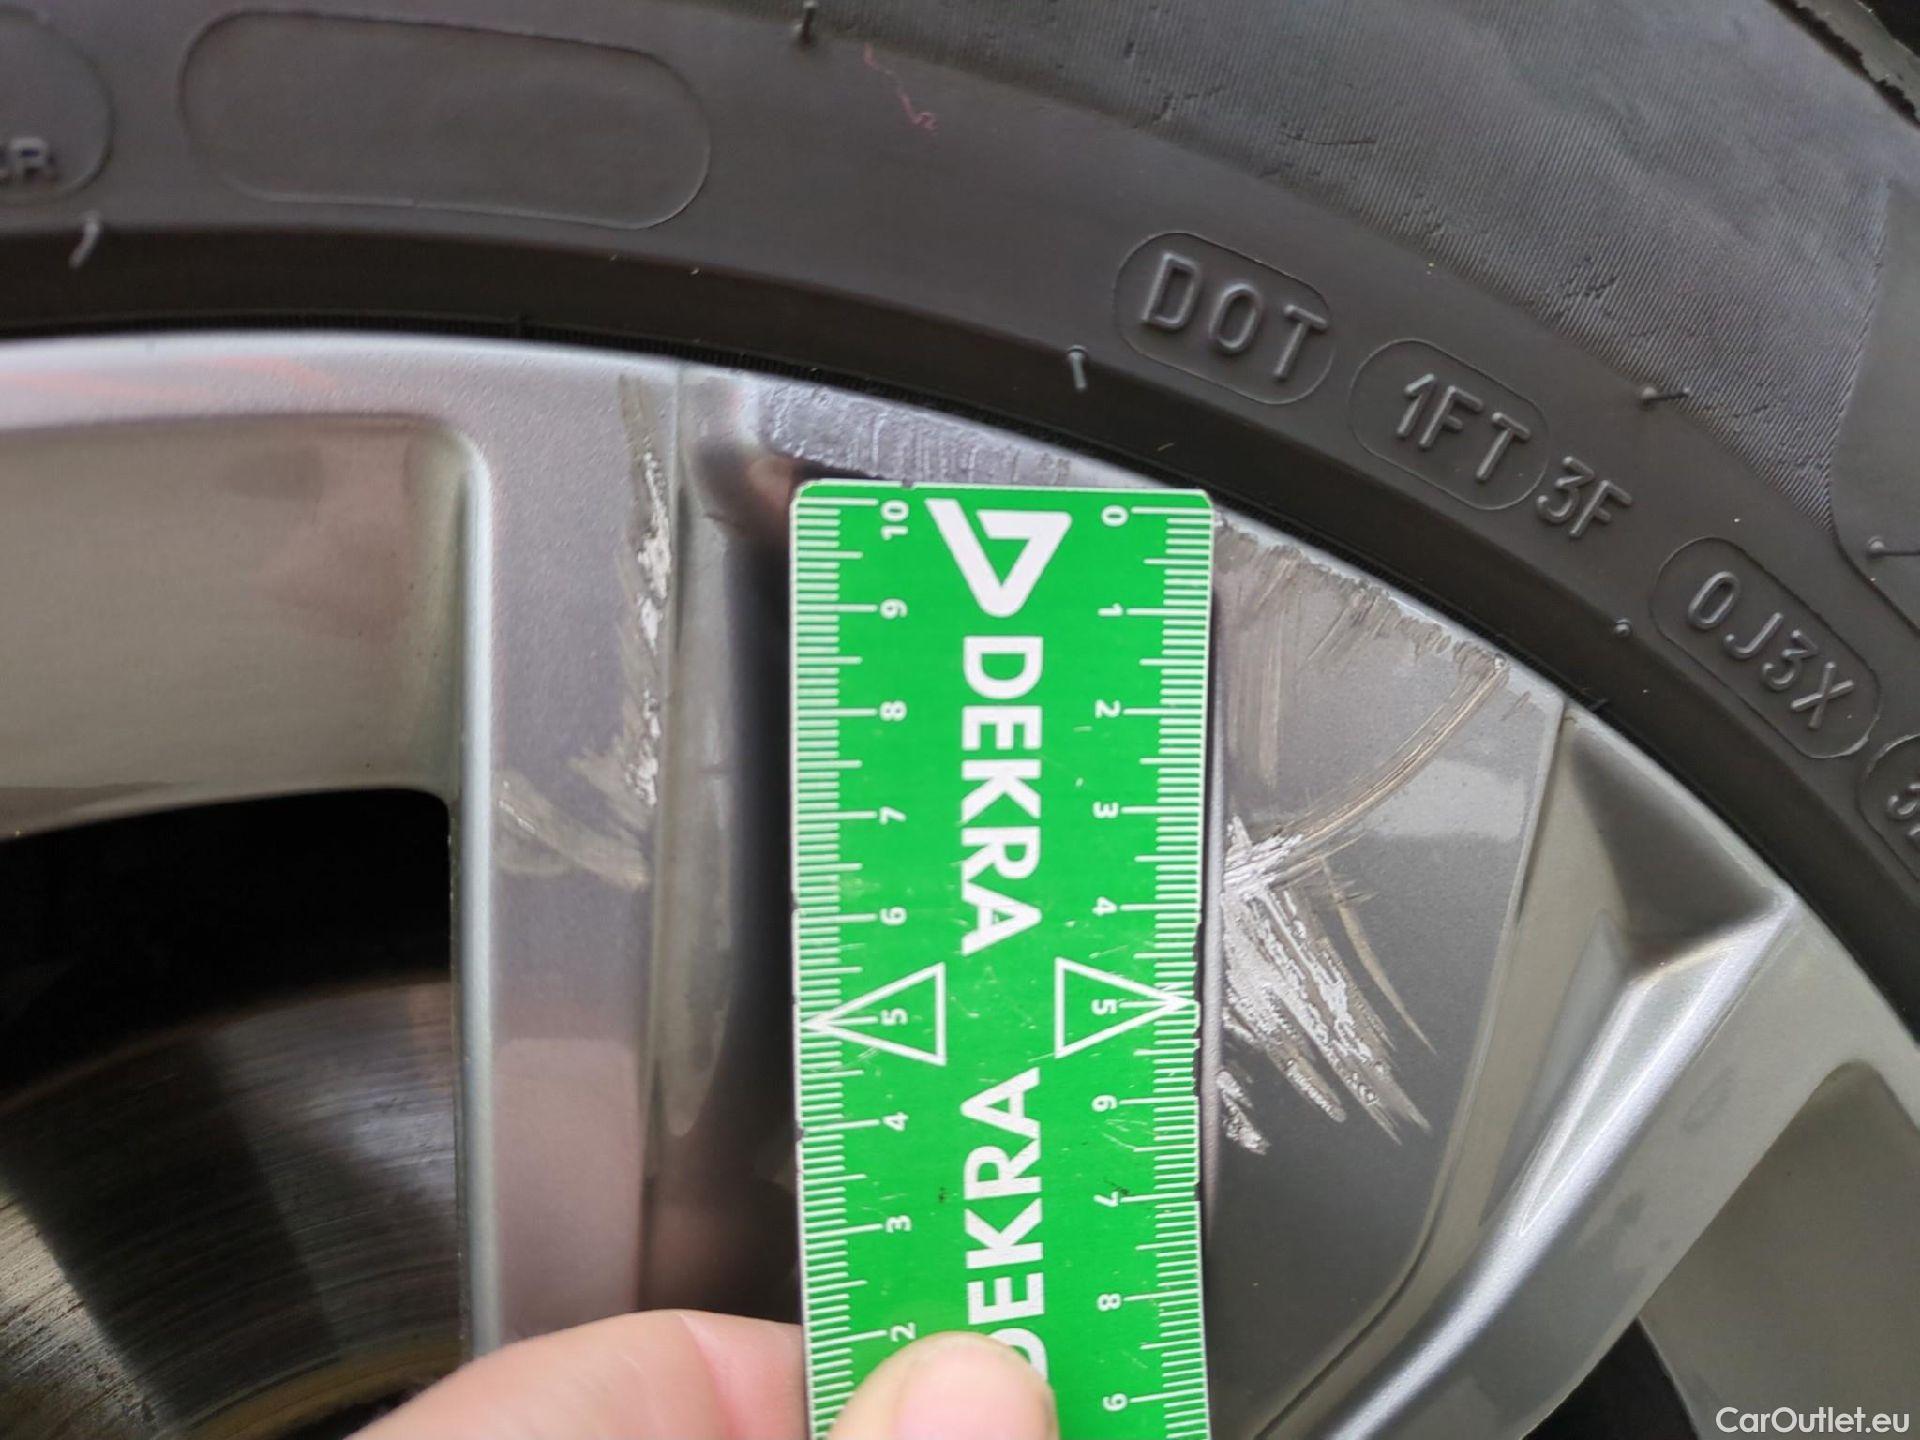 DOT 1FT 3F 0J3X
DEKRA
DEKRA
10 9 8 7 6 5 4 3 2
0 1 2 3 4 5 6 7 8 9
CarOutlet.eu